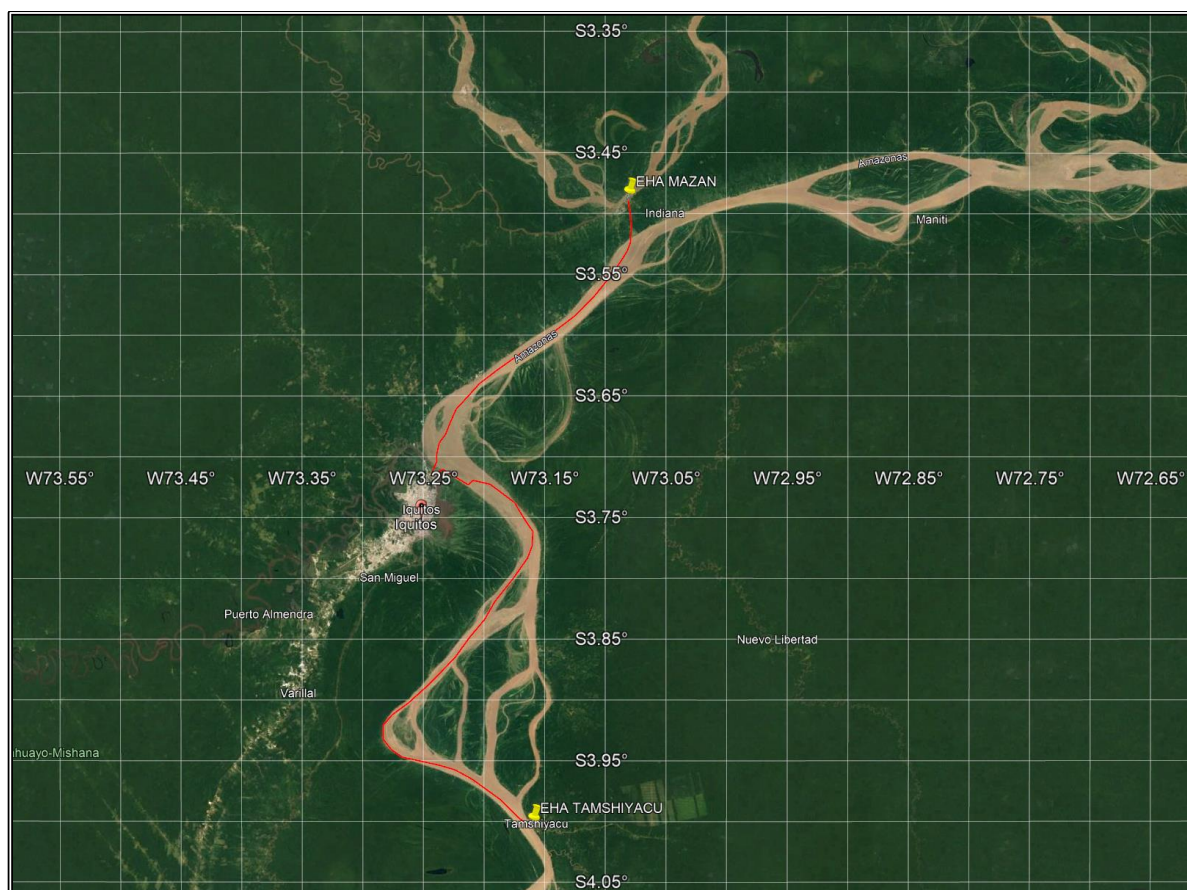 S3.35°
S3.45°
Amazonas
EHA MAZAN
Indiana
Maniti
S3.55°
Amazonas
S3.65°
W73.55° W73.45° W73.35° W73.25° W73.15° W73.05° W72.95° W72.85° W72.75° W72.65°
Iquitos
Iquitos
S3.75°
San Miguel
Puerto Almendra
S3.85°
Nuevo Libertad
Varillal
huayo-Mishana
S3.95°
EHA TAMSHIYACU
Tamshiyacu
S4.05°